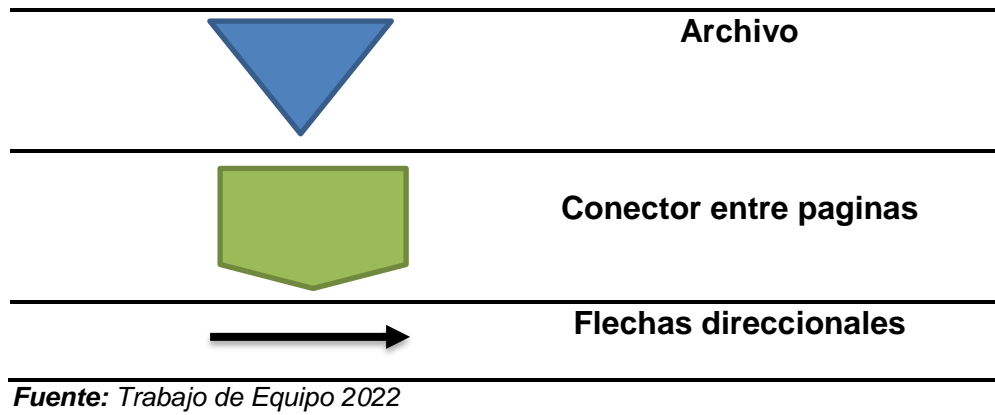 Archivo
Conector entre paginas
Flechas direccionales
Fuente: Trabajo de Equipo 2022